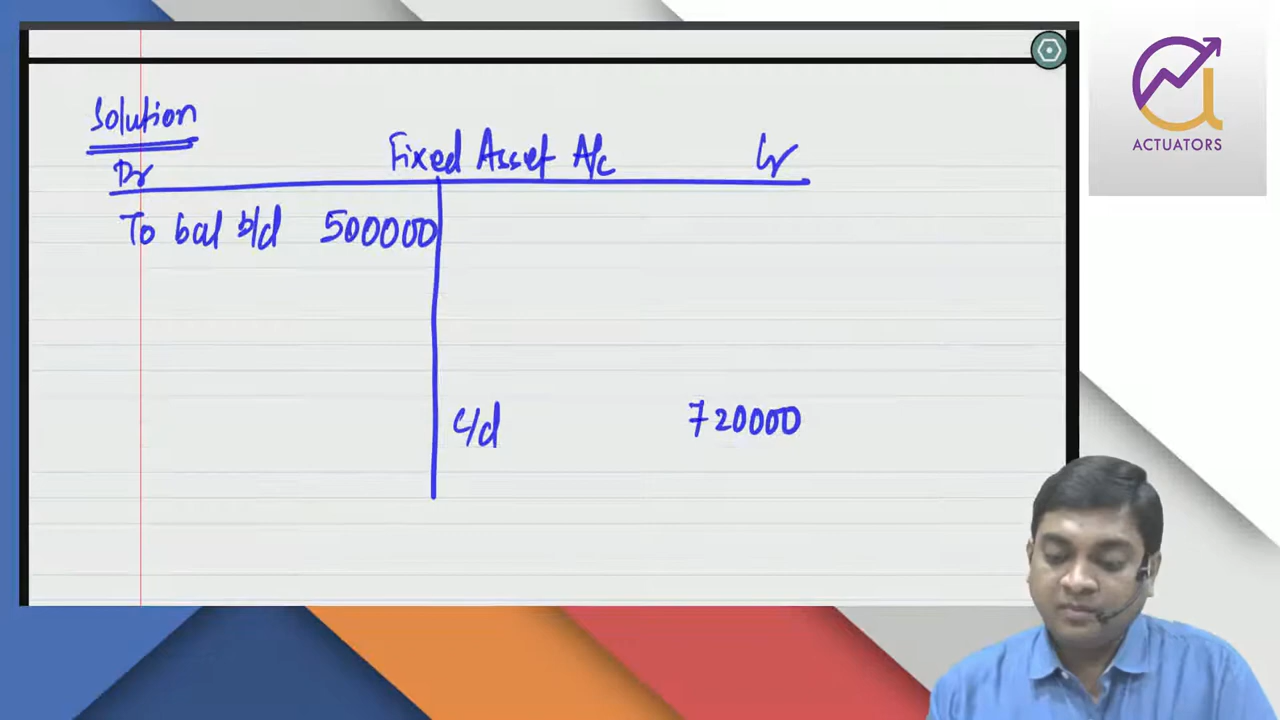 Solution
Dr Fixed Asset A/c Cr
To bal b/d 500000
c/d 720000
ACTUATORS